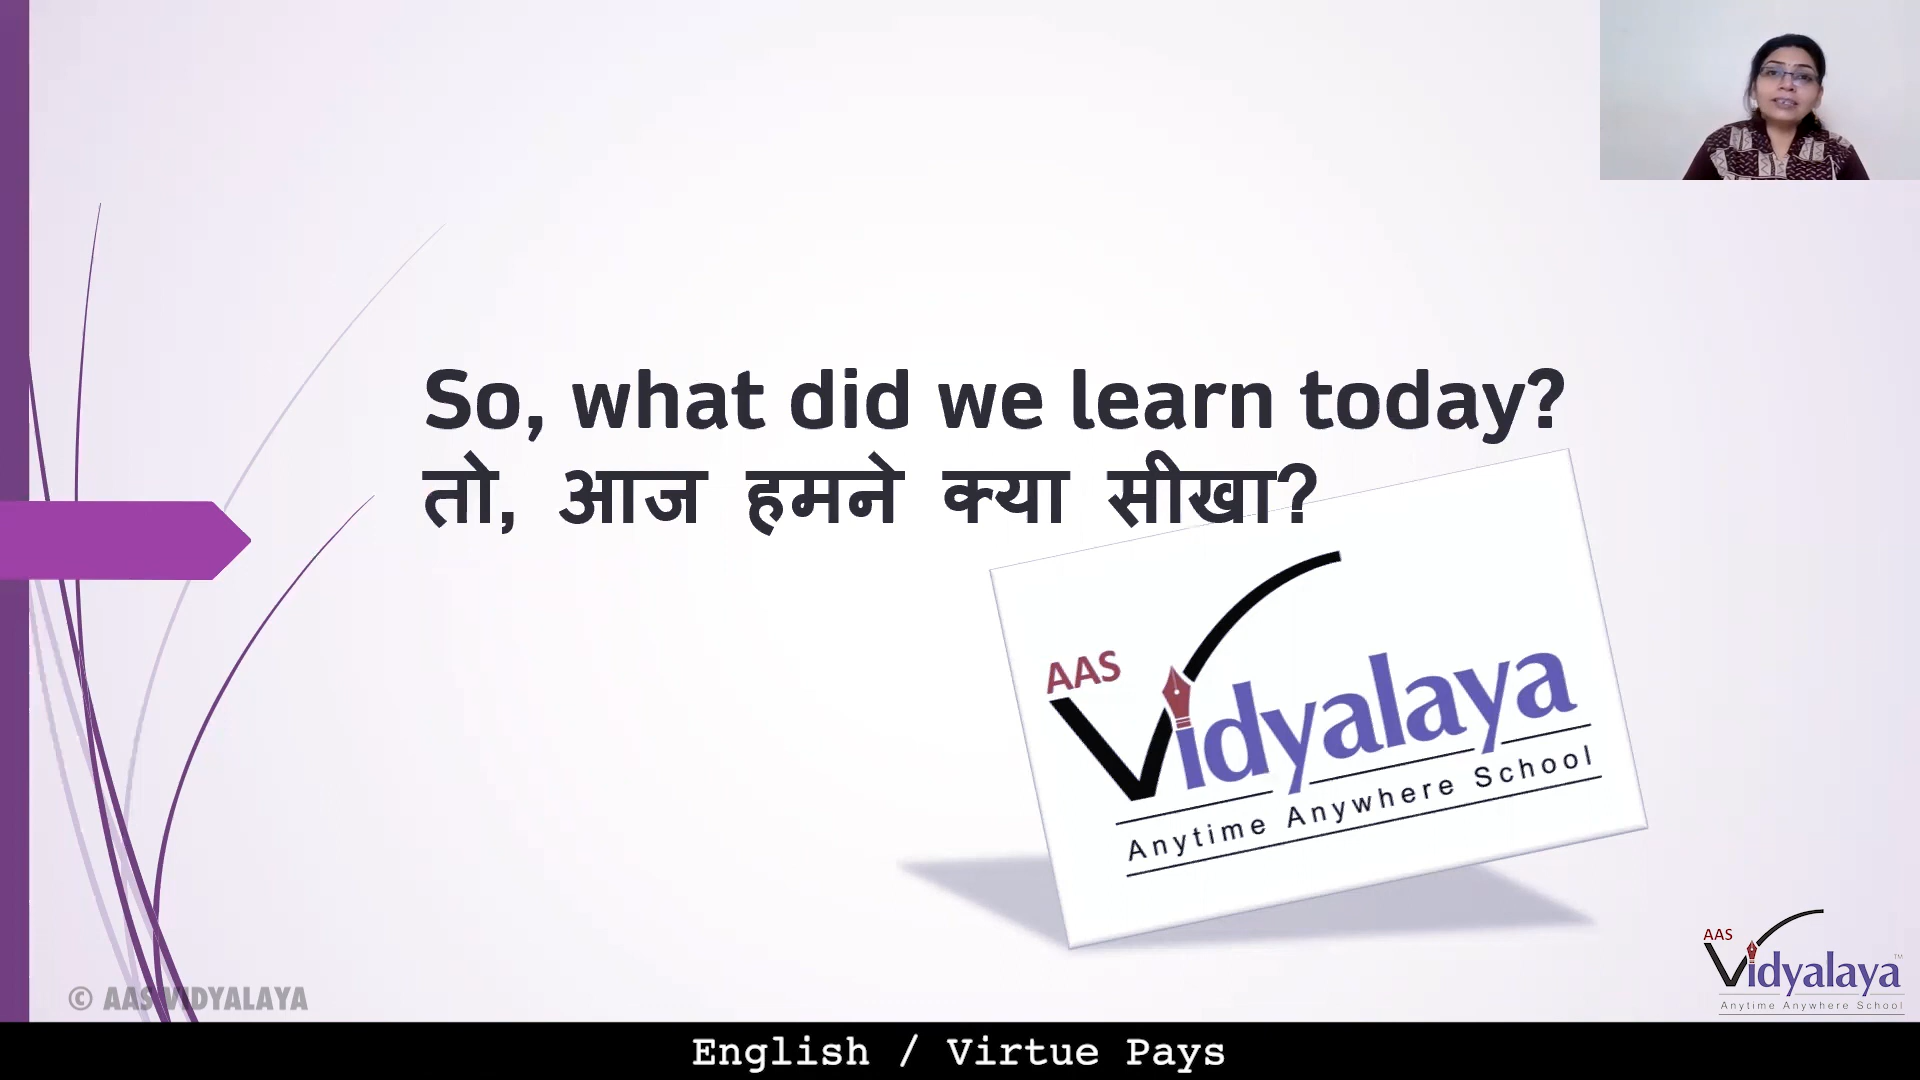 So, what did we learn today?
तो, आज हमने क्या सीखा?
AAS
Vidyalaya
Anytime Anywhere School
AAS
Vidyalaya
TM
Anytime Anywhere School
© AAS VIDYALAYA
English / Virtue Pays